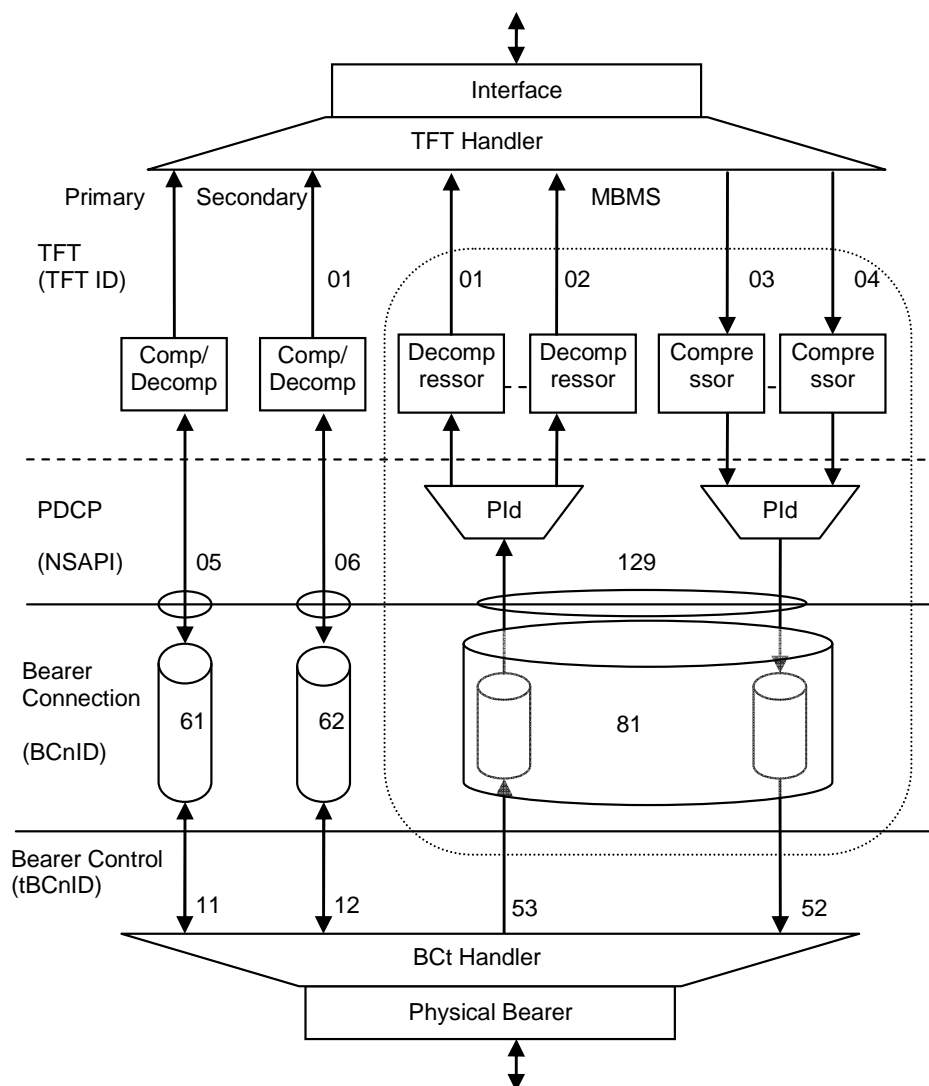 Interface
TFT Handler
Primary
Secondary
MBMS
TFT
(TFT ID)
01
01
02
03
04
Comp/
Decomp
Comp/
Decomp
Decomp
ressor
Decomp
ressor
Compre
ssor
Compre
ssor
PDCP
(NSAPI)
PId
PId
05
06
129
Bearer
Connection
(BCnID)
61
62
81
Bearer Control
(tBCnID)
11
12
53
52
BCt Handler
Physical Bearer